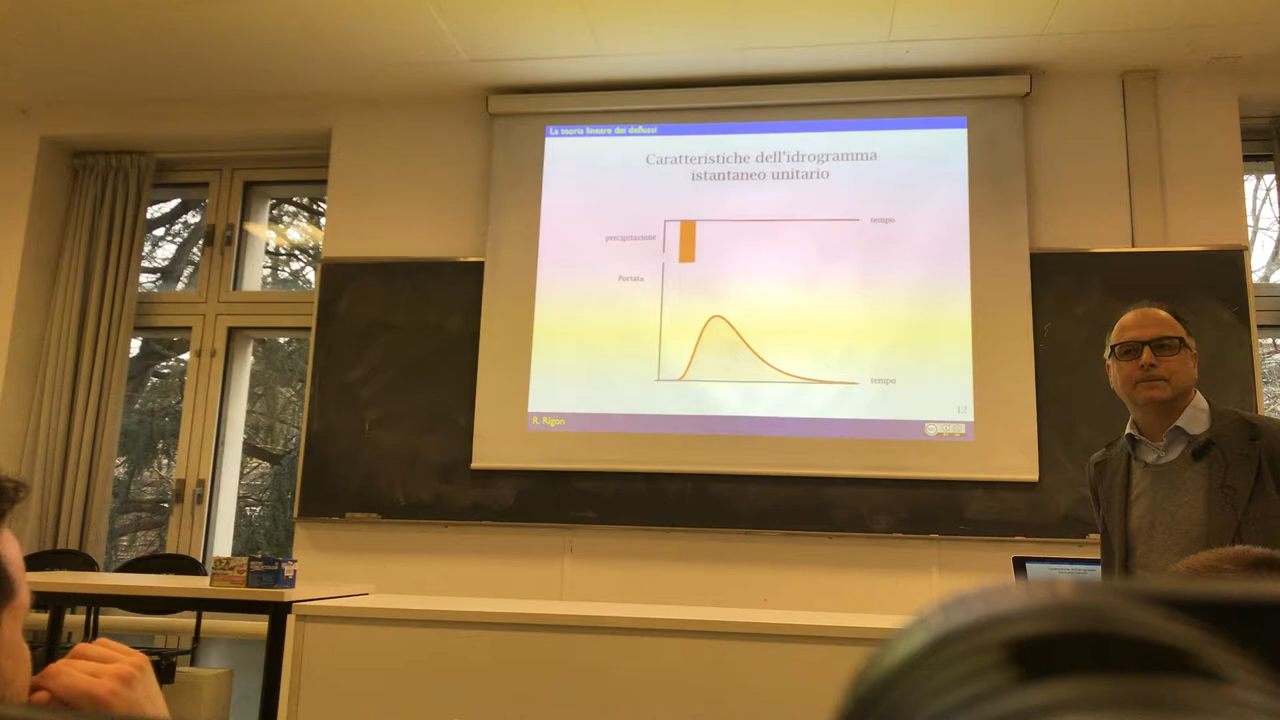 La teoria lineare dei deflussi
Caratteristiche dell'idrogramma
istantaneo unitario
tempo
precipitazione
Portata
tempo
12
R. Rigon